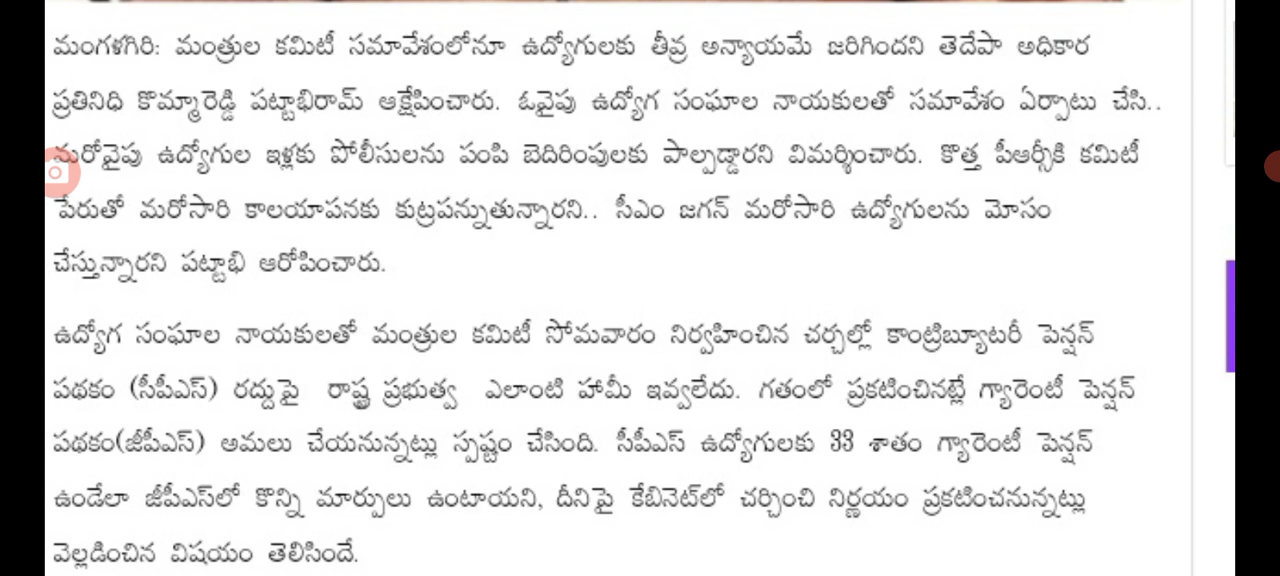 మంగళగిరి: మంత్రుల కమిటీ సమావేశంలోనూ ఉద్యోగులకు తీవ్ర అన్యాయమే జరిగిందని తెదేపా అధికార
ప్రతినిధి కొమ్మారెడ్డి పట్టాభిరామ్ ఆక్షేపించారు. ఓవైపు ఉద్యోగ సంఘాల నాయకులతో సమావేశం ఏర్పాటు చేసి..
మరోవైపు ఉద్యోగుల ఇళ్లకు పోలీసులను పంపి బెదిరింపులకు పాల్పడ్డారని విమర్శించారు. కొత్త పీఆర్సీకి కమిటీ
పేరుతో మరోసారి కాలయాపనకు కుట్రపన్నుతున్నారని.. సీఎం జగన్ మరోసారి ఉద్యోగులను మోసం
చేస్తున్నారని పట్టాభి ఆరోపించారు.
ఉద్యోగ సంఘాల నాయకులతో మంత్రుల కమిటీ సోమవారం నిర్వహించిన చర్చల్లో కాంట్రిబ్యూటరీ పెన్షన్
పథకం (సీపీఎస్) రద్దుపై రాష్ట్ర ప్రభుత్వ ఎలాంటి హామీ ఇవ్వలేదు. గతంలో ప్రకటించినట్లే గ్యారెంటీ పెన్షన్
పథకం(జీపీఎస్) అమలు చేయనున్నట్లు స్పష్టం చేసింది. సీపీఎస్ ఉద్యోగులకు 33 శాతం గ్యారెంటీ పెన్షన్
ఉండేలా జీపీఎస్‌లో కొన్ని మార్పులు ఉంటాయని, దీనిపై కేబినెట్‌లో చర్చించి నిర్ణయం ప్రకటించనున్నట్లు
వెల్లడించిన విషయం తెలిసిందే.